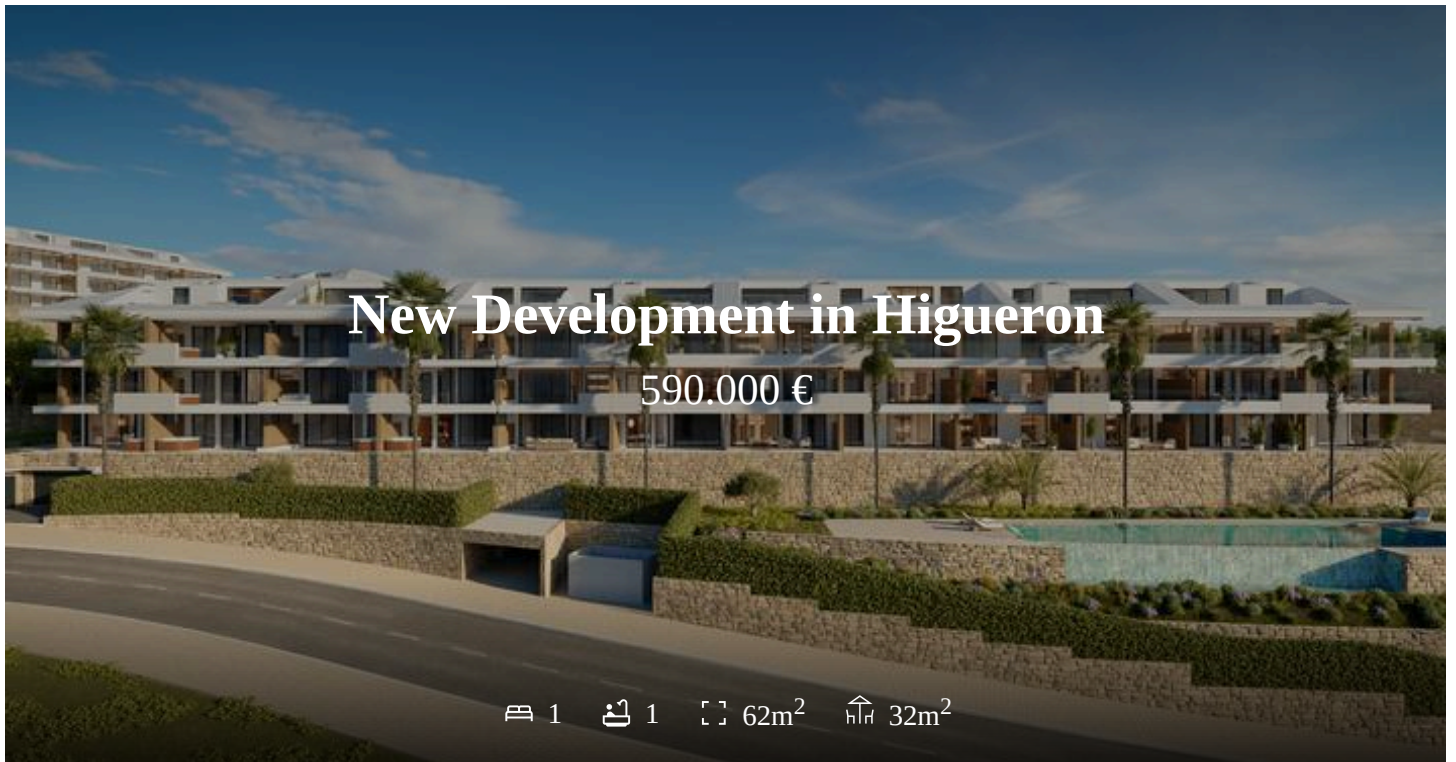 New Development in Higueron
590.000 €
1 1 62m² 32m²